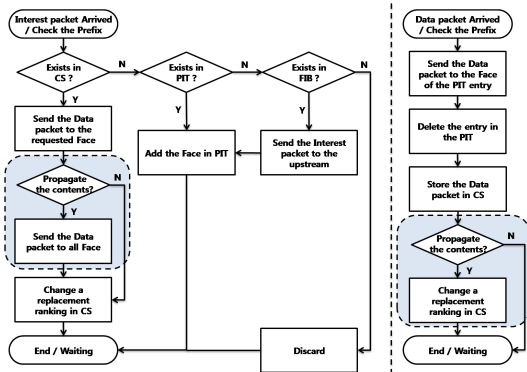 Interest packet Arrived
/ Check the Prefix
Exists in
CS ?
N
Exists in
PIT ?
N
Exists in
FIB ?
N
Y
Y
Y
Send the Data
packet to the
requested Face
Add the Face in PIT
Send the Interest
packet to the
upstream
Propagate
the contents?
N
Y
Send the Data
packet to all Face
Change a
replacement
ranking in CS
End / Waiting
Discard
Data packet Arrived
/ Check the Prefix
Send the Data
packet to the Face
of the PIT entry
Delete the entry in
the PIT
Store the Data
packet in CS
Propagate
the contents?
N
Y
Change a
replacement
ranking in CS
End / Waiting